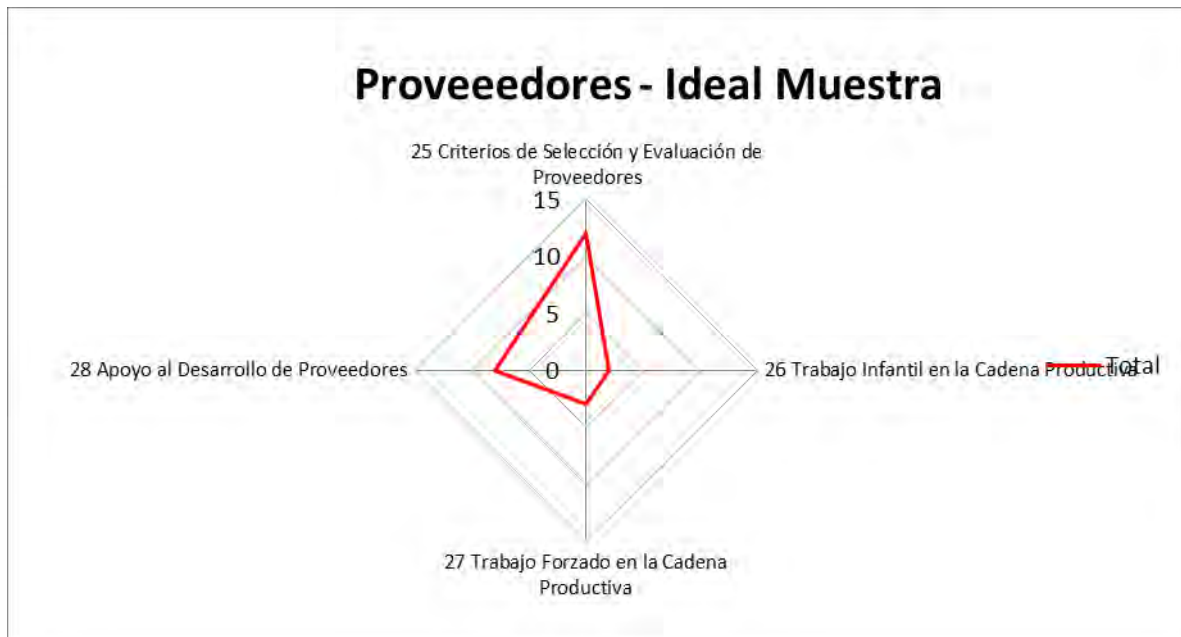 Proveeedores - Ideal Muestra
25 Criterios de Selección y Evaluación de
Proveedores
15
10
5
0
28 Apoyo al Desarrollo de Proveedores
26 Trabajo Infantil en la Cadena Productiva
Total
27 Trabajo Forzado en la Cadena
Productiva